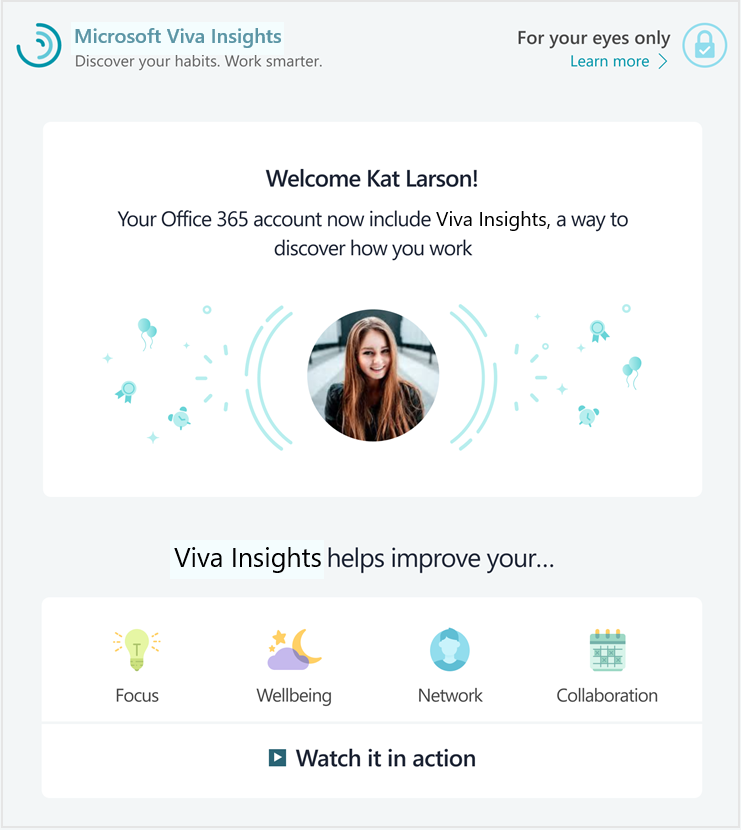 Microsoft Viva Insights
Discover your habits. Work smarter.
For your eyes only
Learn more
Welcome Kat Larson!
Your Office 365 account now include Viva Insights, a way to
discover how you work
Viva Insights helps improve your...
Focus
Wellbeing
Network
Collaboration
Watch it in action